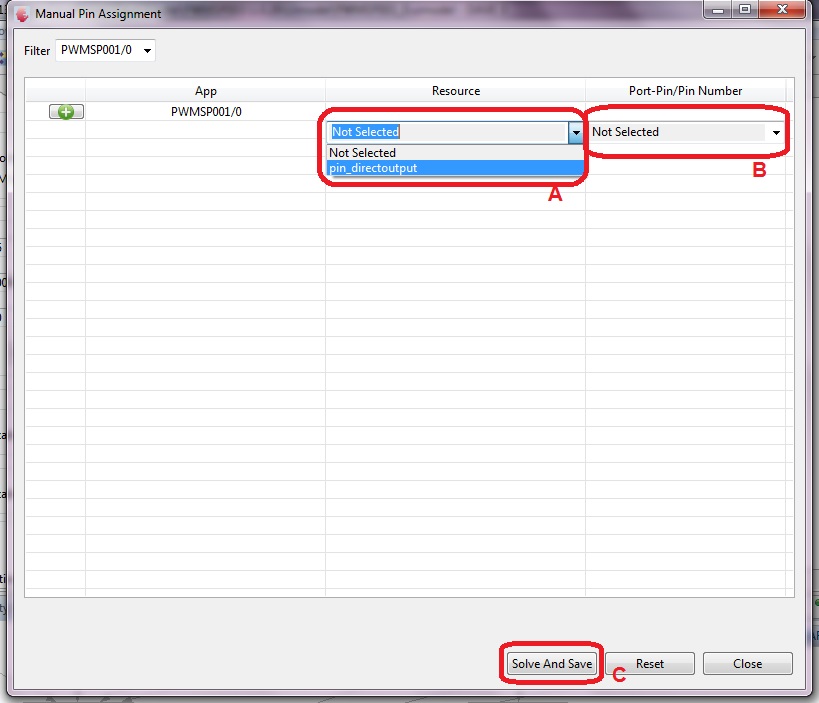 Manual Pin Assignment
Filter PWMSP001/0
App Resource Port-Pin/Pin Number
PWMSP001/0
Not Selected Not Selected
Not Selected
pin_directoutput
A
B
Solve And Save Reset Close
C